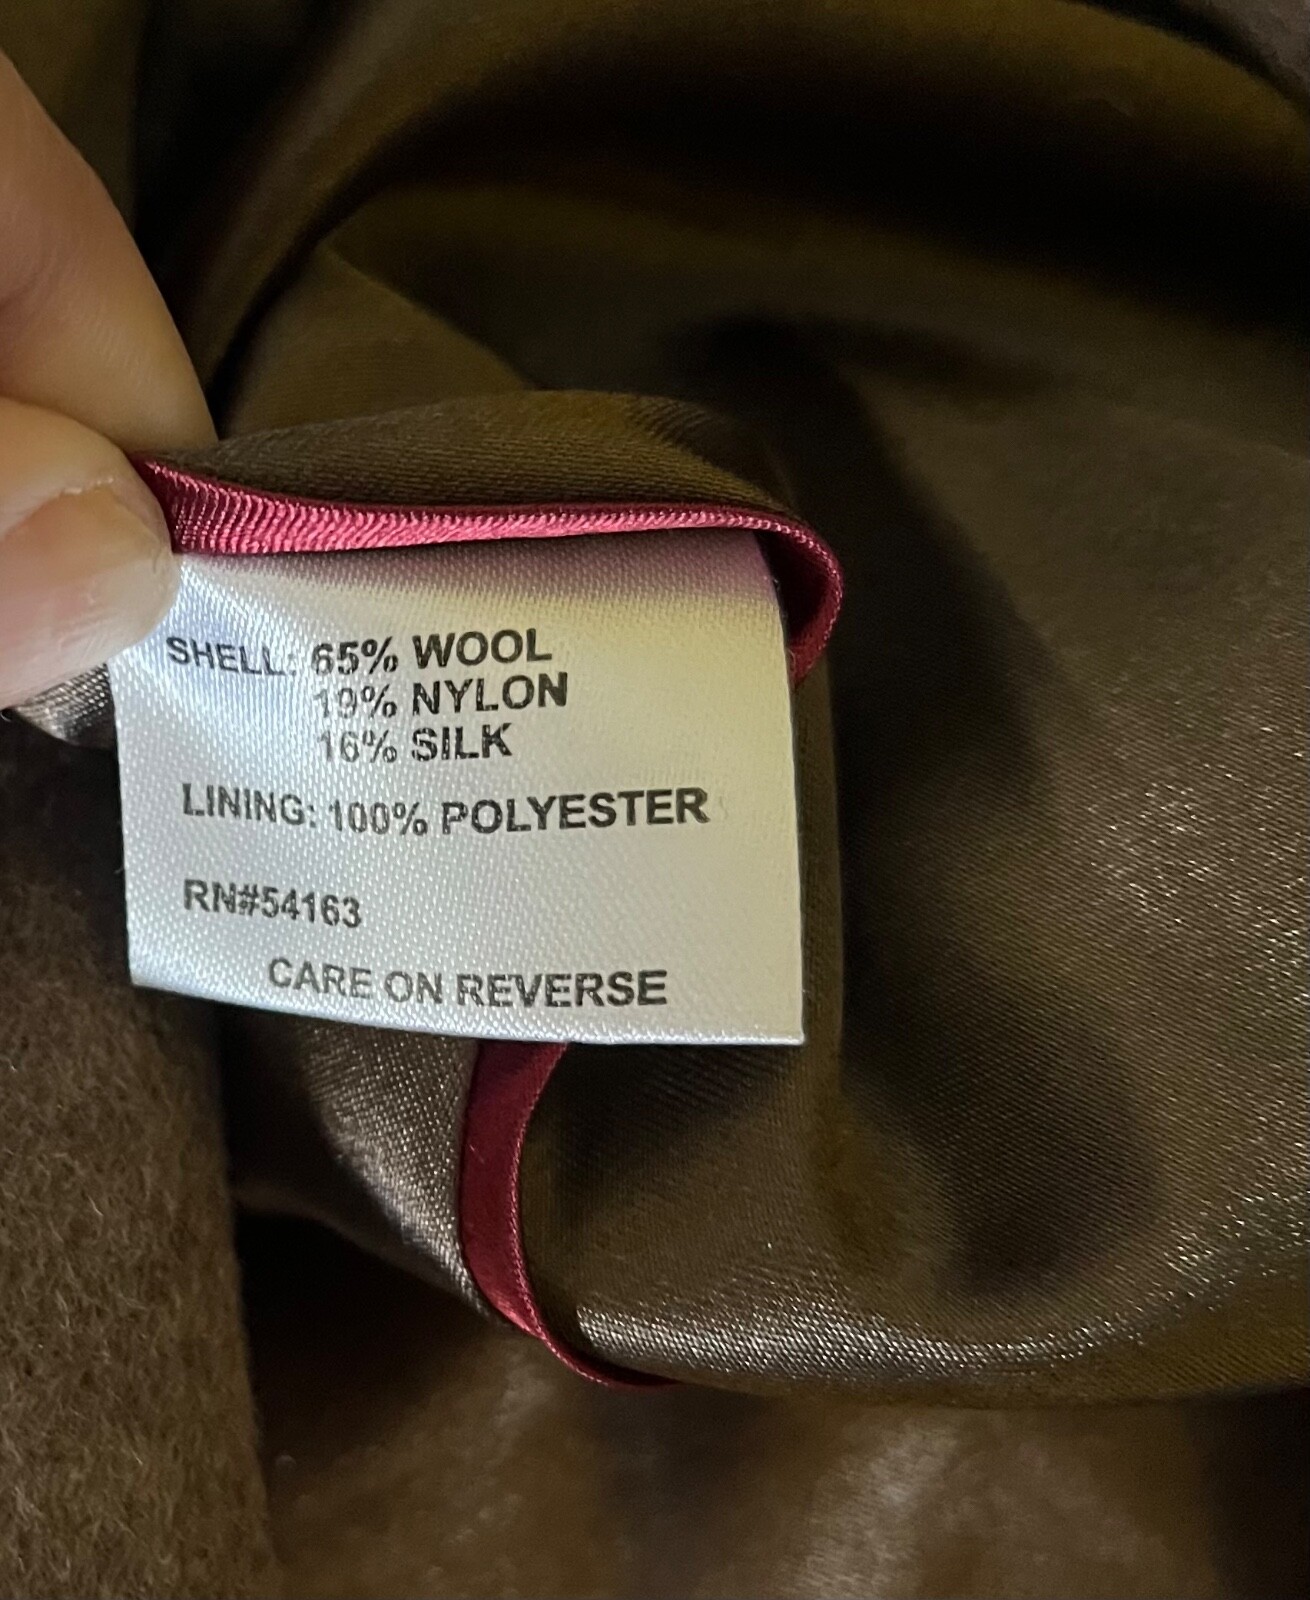 SHELL: 65% WOOL
19% NYLON
16% SILK
LINING: 100% POLYESTER
RN#54163
CARE ON REVERSE